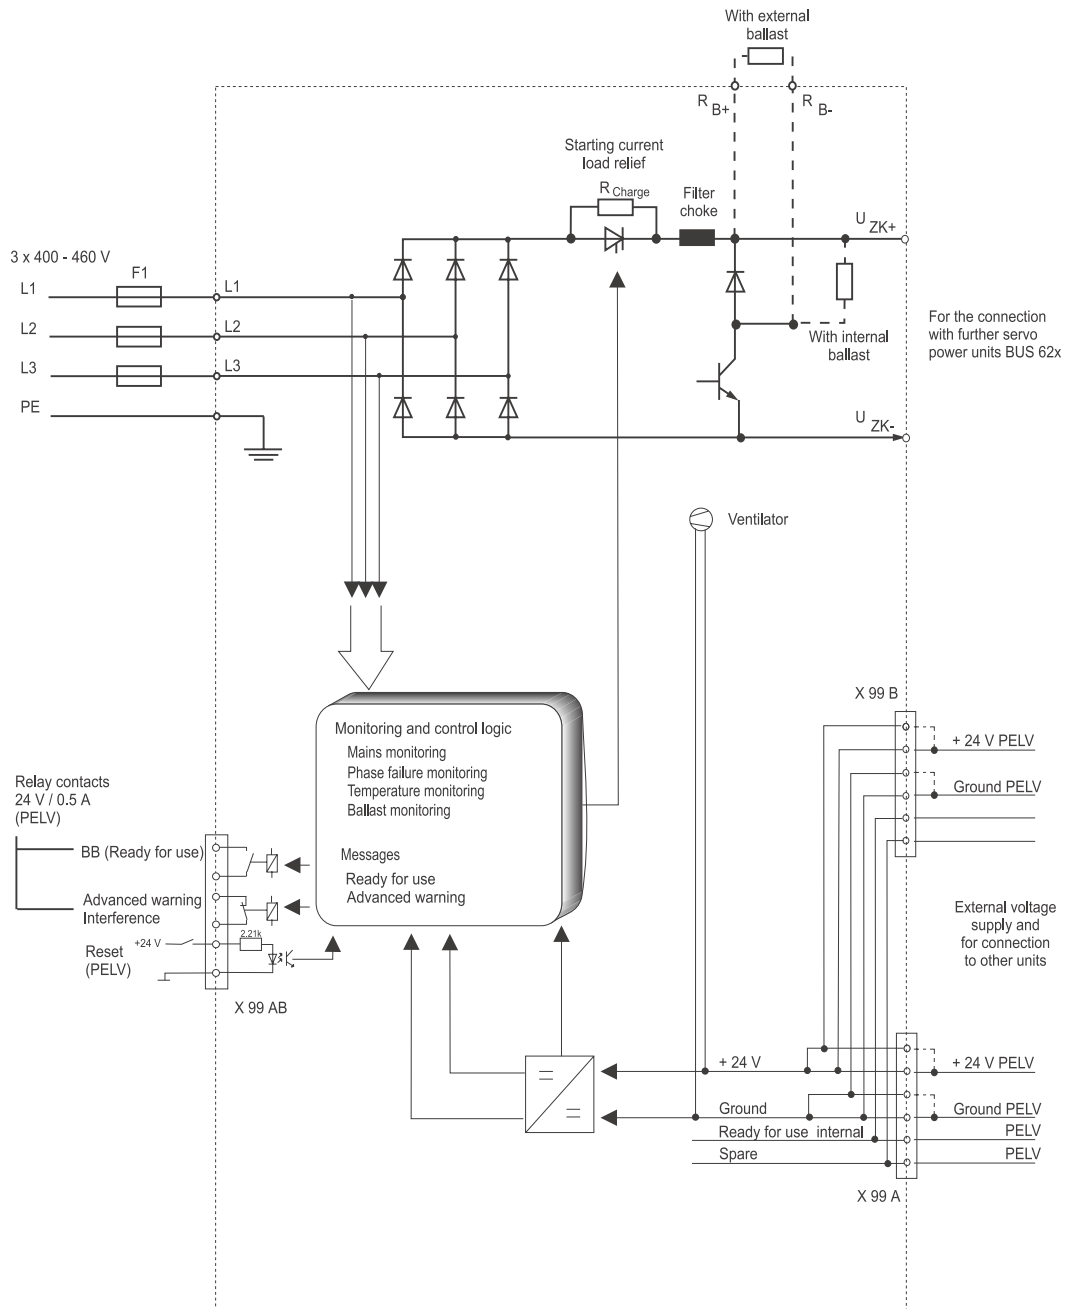 With external
ballast
R B+
R B-
Starting current
load relief
R Charge
Filter
choke
U ZK+
3 x 400 - 460 V
F1
L1
L1
L2
L2
L3
L3
PE
With internal
ballast
For the connection
with further servo
power units BUS 62x
U ZK-
Ventilator
X 99 B
Monitoring and control logic
Mains monitoring
Phase failure monitoring
Temperature monitoring
Ballast monitoring
Messages
Ready for use
Advanced warning
+ 24 V PELV
Ground PELV
Relay contacts
24 V / 0.5 A
(PELV)
BB (Ready for use)
Advanced warning
Interference
Reset
(PELV)
+24 V
2,21k
X 99 AB
External voltage
supply and
for connection
to other units
+ 24 V
+ 24 V PELV
Ground
Ground PELV
Ready for use internal
PELV
Spare
PELV
X 99 A